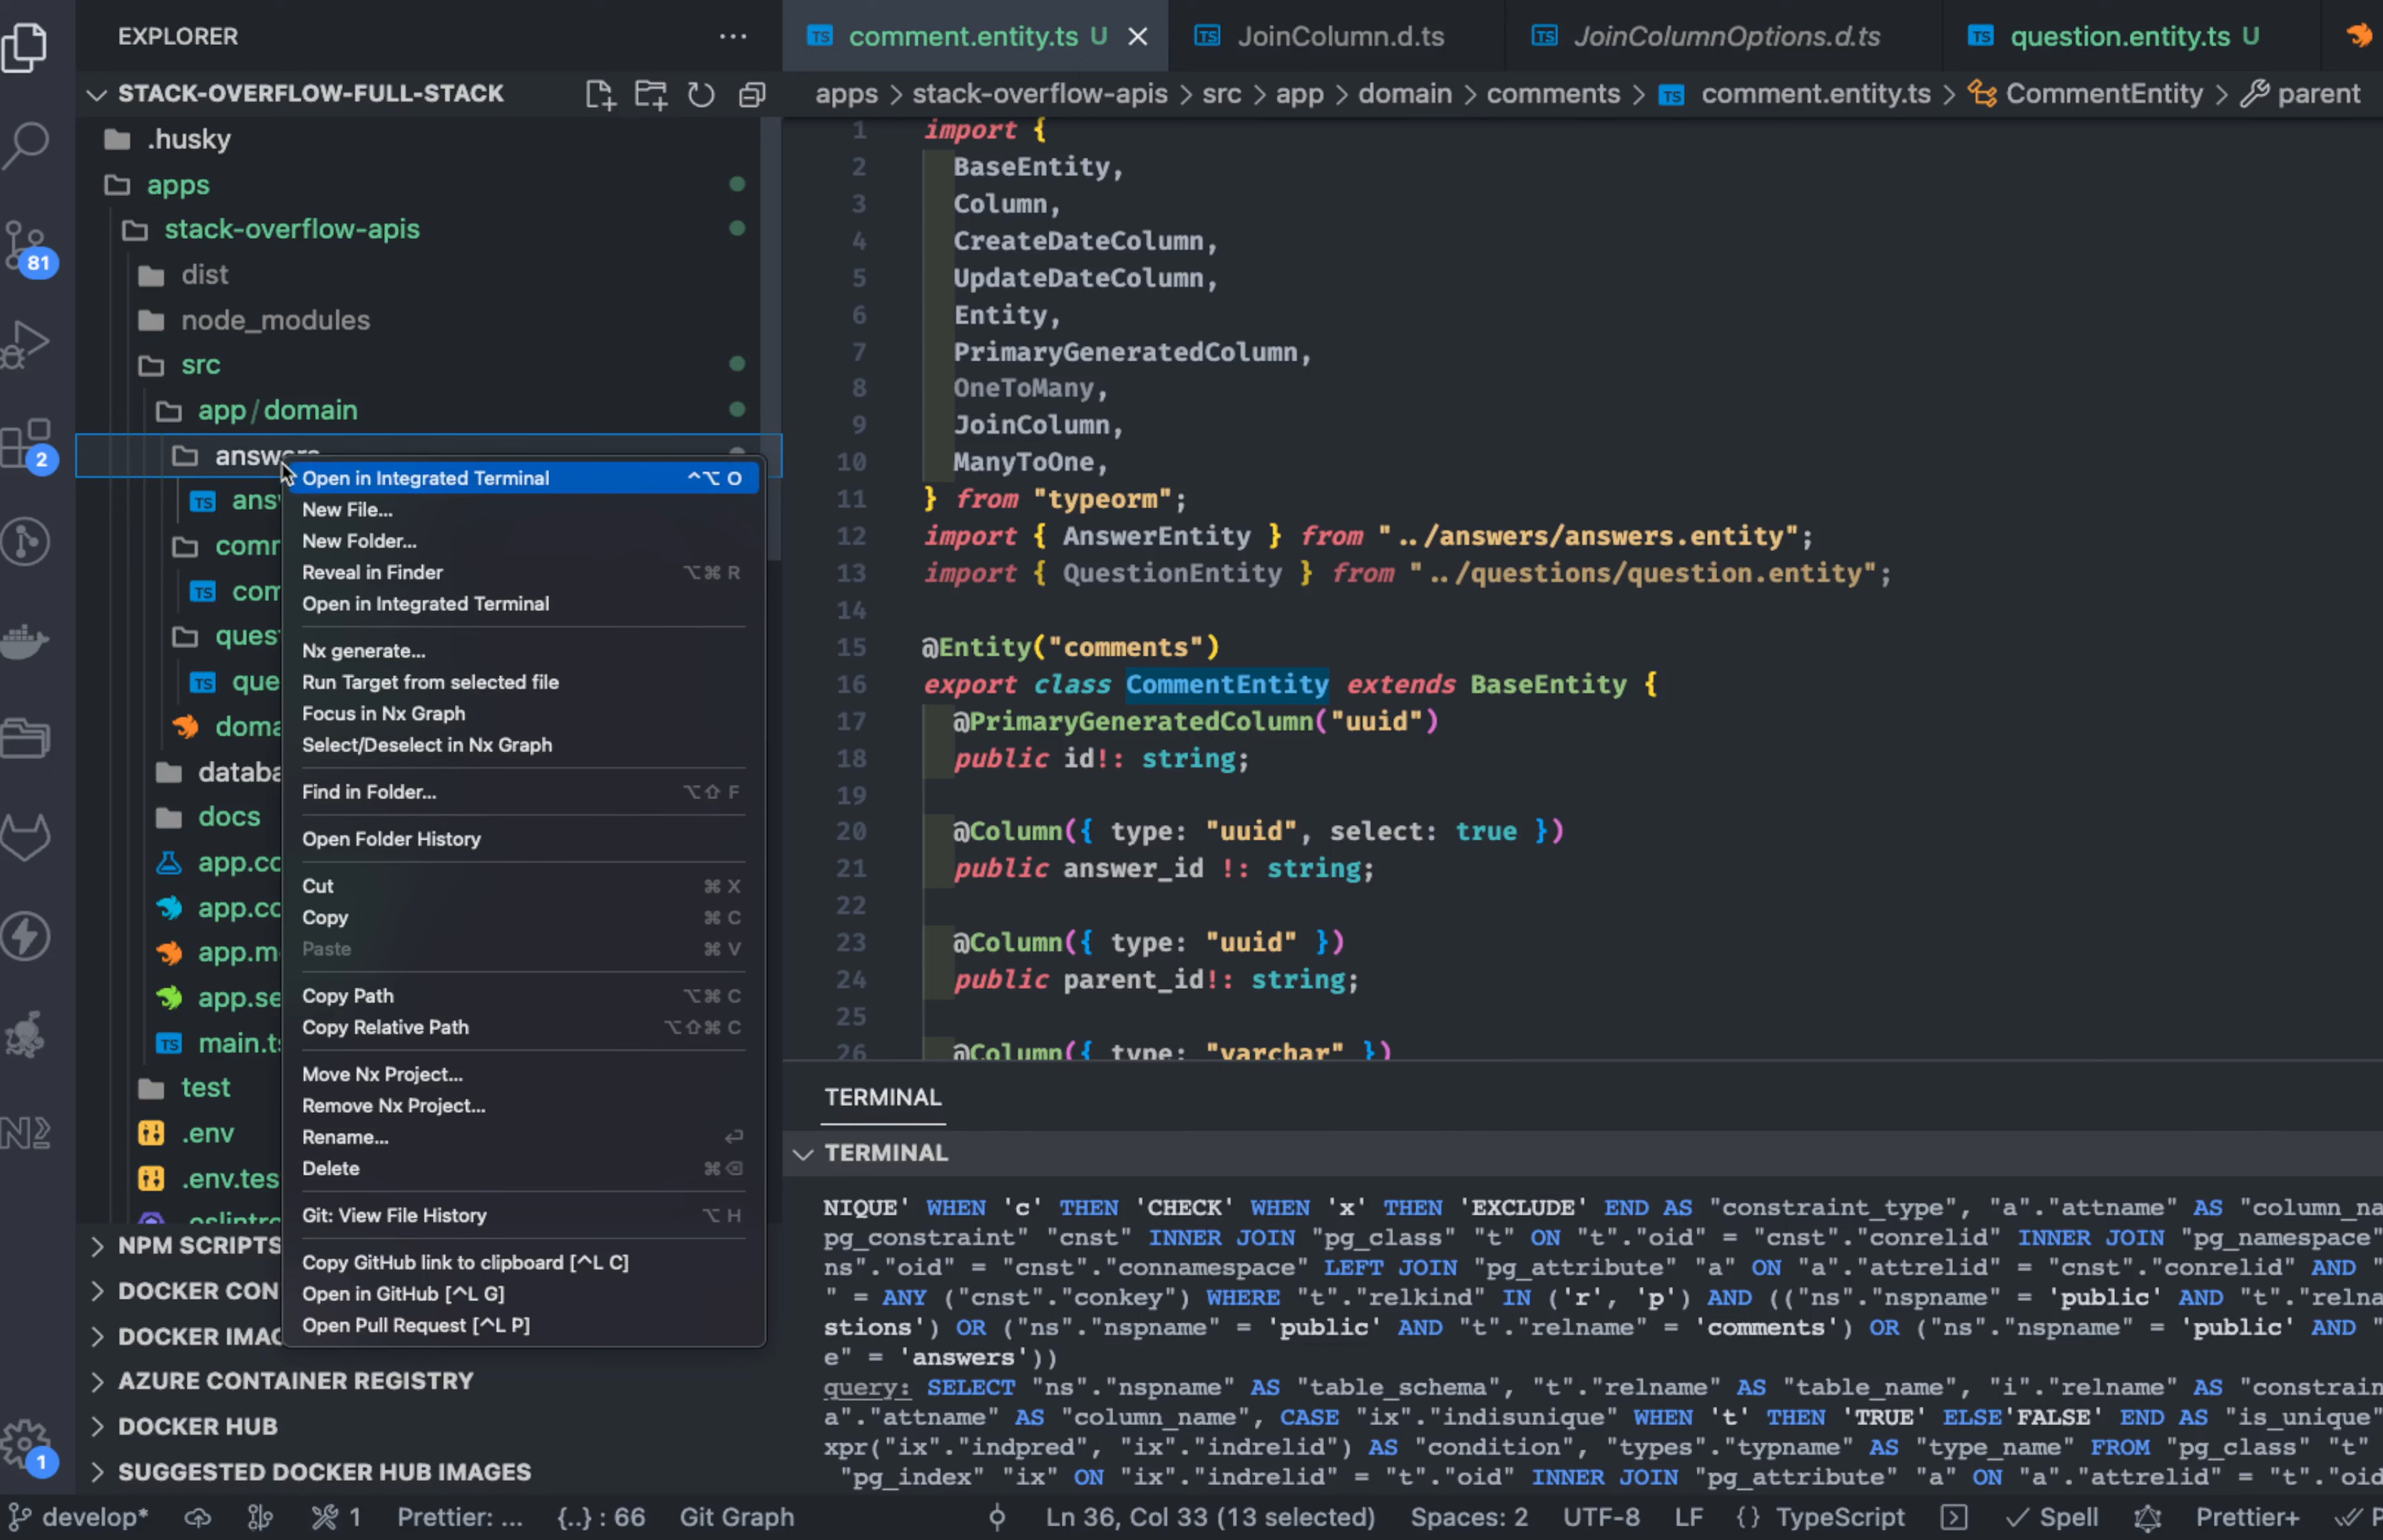 EXPLORER
STACK-OVERFLOW-FULL-STACK
.husky
apps
stack-overflow-apis
dist
node_modules
src
app/domain
TS
TS
TS
docs
TS
test
.env
NPM SCRIPTS
AZURE CONTAINER REGISTRY
DOCKER HUB
SUGGESTED DOCKER HUB IMAGES
81
2
1
Open in Integrated Terminal ^⌥ O
New File...
New Folder...
Reveal in Finder ⌥⌘ R
Open in Integrated Terminal
Nx generate...
Run Target from selected file
Focus in Nx Graph
Select/Deselect in Nx Graph
Find in Folder... ⌥⇧ F
Open Folder History
Cut ⌘ X
Copy ⌘ C
Paste ⌘ V
Copy Path ⌥⌘ C
Copy Relative Path ⌥⇧⌘ C
Move Nx Project...
Remove Nx Project...
Rename...
Delete ⌘⌫
Git: View File History ⌥ H
Copy GitHub link to clipboard [^L C]
Open in GitHub [^L G]
Open Pull Request [^L P]
TS comment.entity.ts U
TS JoinColumn.d.ts
TS JoinColumnOptions.d.ts
TS question.entity.ts U
apps > stack-overflow-apis > src > app > domain > comments > TS comment.entity.ts > CommentEntity > parent
1 import {
2 BaseEntity,
3 Column,
4 CreateDateColumn,
5 UpdateDateColumn,
6 Entity,
7 PrimaryGeneratedColumn,
8 OneToMany,
9 JoinColumn,
10 ManyToOne,
11 } from "typeorm";
12 import { AnswerEntity } from "../answers/answers.entity";
13 import { QuestionEntity } from "../questions/question.entity";
14
15 @Entity("comments")
16 export class CommentEntity extends BaseEntity {
17 @PrimaryGeneratedColumn("uuid")
18 public id!: string;
19
20 @Column({ type: "uuid", select: true })
21 public answer_id !: string;
22
23 @Column({ type: "uuid" })
24 public parent_id!: string;
25
26 @Column({ type: "varchar" })
TERMINAL
TERMINAL
NIQUE' WHEN 'c' THEN 'CHECK' WHEN 'x' THEN 'EXCLUDE' END AS "constraint_type", "a"."attname" AS
pg_constraint" "cnst" INNER JOIN "pg_class" "t" ON "t"."oid" = "cnst"."conrelid" INNER JOIN "pg_namespace"
ns"."oid" = "cnst"."connamespace" LEFT JOIN "pg_attribute" "a" ON "a"."attrelid" = "cnst"."conrelid" AND "
" = ANY ("cnst"."conkey") WHERE "t"."relkind" IN ('r', 'p') AND (("ns"."nspname" = 'public' AND
stions') OR ("ns"."nspname" = 'public' AND "t"."relname" = 'comments') OR ("ns"."nspname" = 'public' AND "
e" = 'answers'))
query: SELECT "ns"."nspname" AS "table_schema", "t"."relname" AS "table_name", "i"."relname" AS
a"."attname" AS "column_name", CASE "ix"."indisunique" WHEN 't' THEN 'TRUE' ELSE'FALSE' END AS "is_unique"
xpr("ix"."indpred", "ix"."indrelid") AS "condition", "types"."typname" AS "type_name" FROM "pg_class" "t"
"pg_index" "ix" ON "ix"."indrelid" = "t"."oid" INNER JOIN "pg_attribute" "a" ON "a"."attrelid" =
develop* 1 Prettier: ... {..} : 66 Git Graph Ln 36, Col 33 (13 selected) Spaces: 2 UTF-8 LF {} TypeScript Spell Prettier+